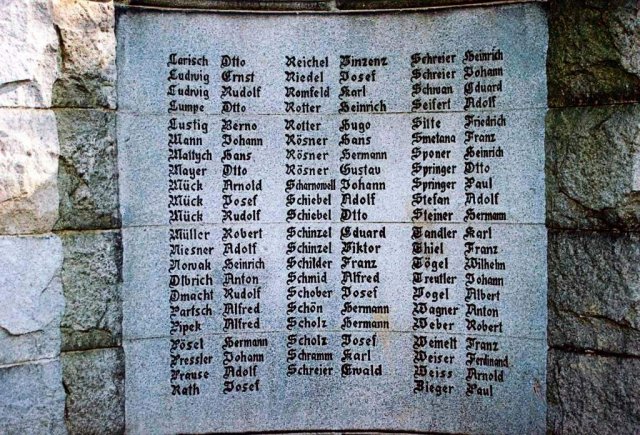 Larisch Otto
Ludwig Ernst
Ludwig Rudolf
Lumpe Otto
Lustig Berno
Mann Johann
Mattych Hans
Mayer Otto
Mück Arnold
Mück Josef
Mück Rudolf
Müller Robert
Niesner Adolf
Nowak Heinrich
Olbrich Anton
Omacht Rudolf
Partsch Alfred
Pipek Alfred
Pösel Hermann
Pressler Johann
Prause Adolf
Rath Josef
Reichel Vinzenz
Riedel Josef
Romfeld Karl
Rotter Heinrich
Rotter Hugo
Rösner Hans
Rösner Hermann
Rösner Gustav
Scharnowell Johann
Schiebel Adolf
Schiebel Otto
Schinzel Eduard
Schinzel Viktor
Schilder Franz
Schmid Alfred
Schober Josef
Schön Hermann
Scholz Hermann
Scholz Josef
Schramm Karl
Schreier Ewald
Schreier Heinrich
Schreier Johann
Schwan Eduard
Seifert Adolf
Silte Friedrich
Smetana Franz
Sponer Heinrich
Springer Otto
Springer Paul
Stefan Adolf
Steiner Hermann
Tandler Karl
Thiel Franz
Tögel Wilhelm
Treutler Johann
Vogel Albert
Wagner Anton
Weber Robert
Weinelt Franz
Weiser Ferdinand
Weiss Arnold
Zieger Paul